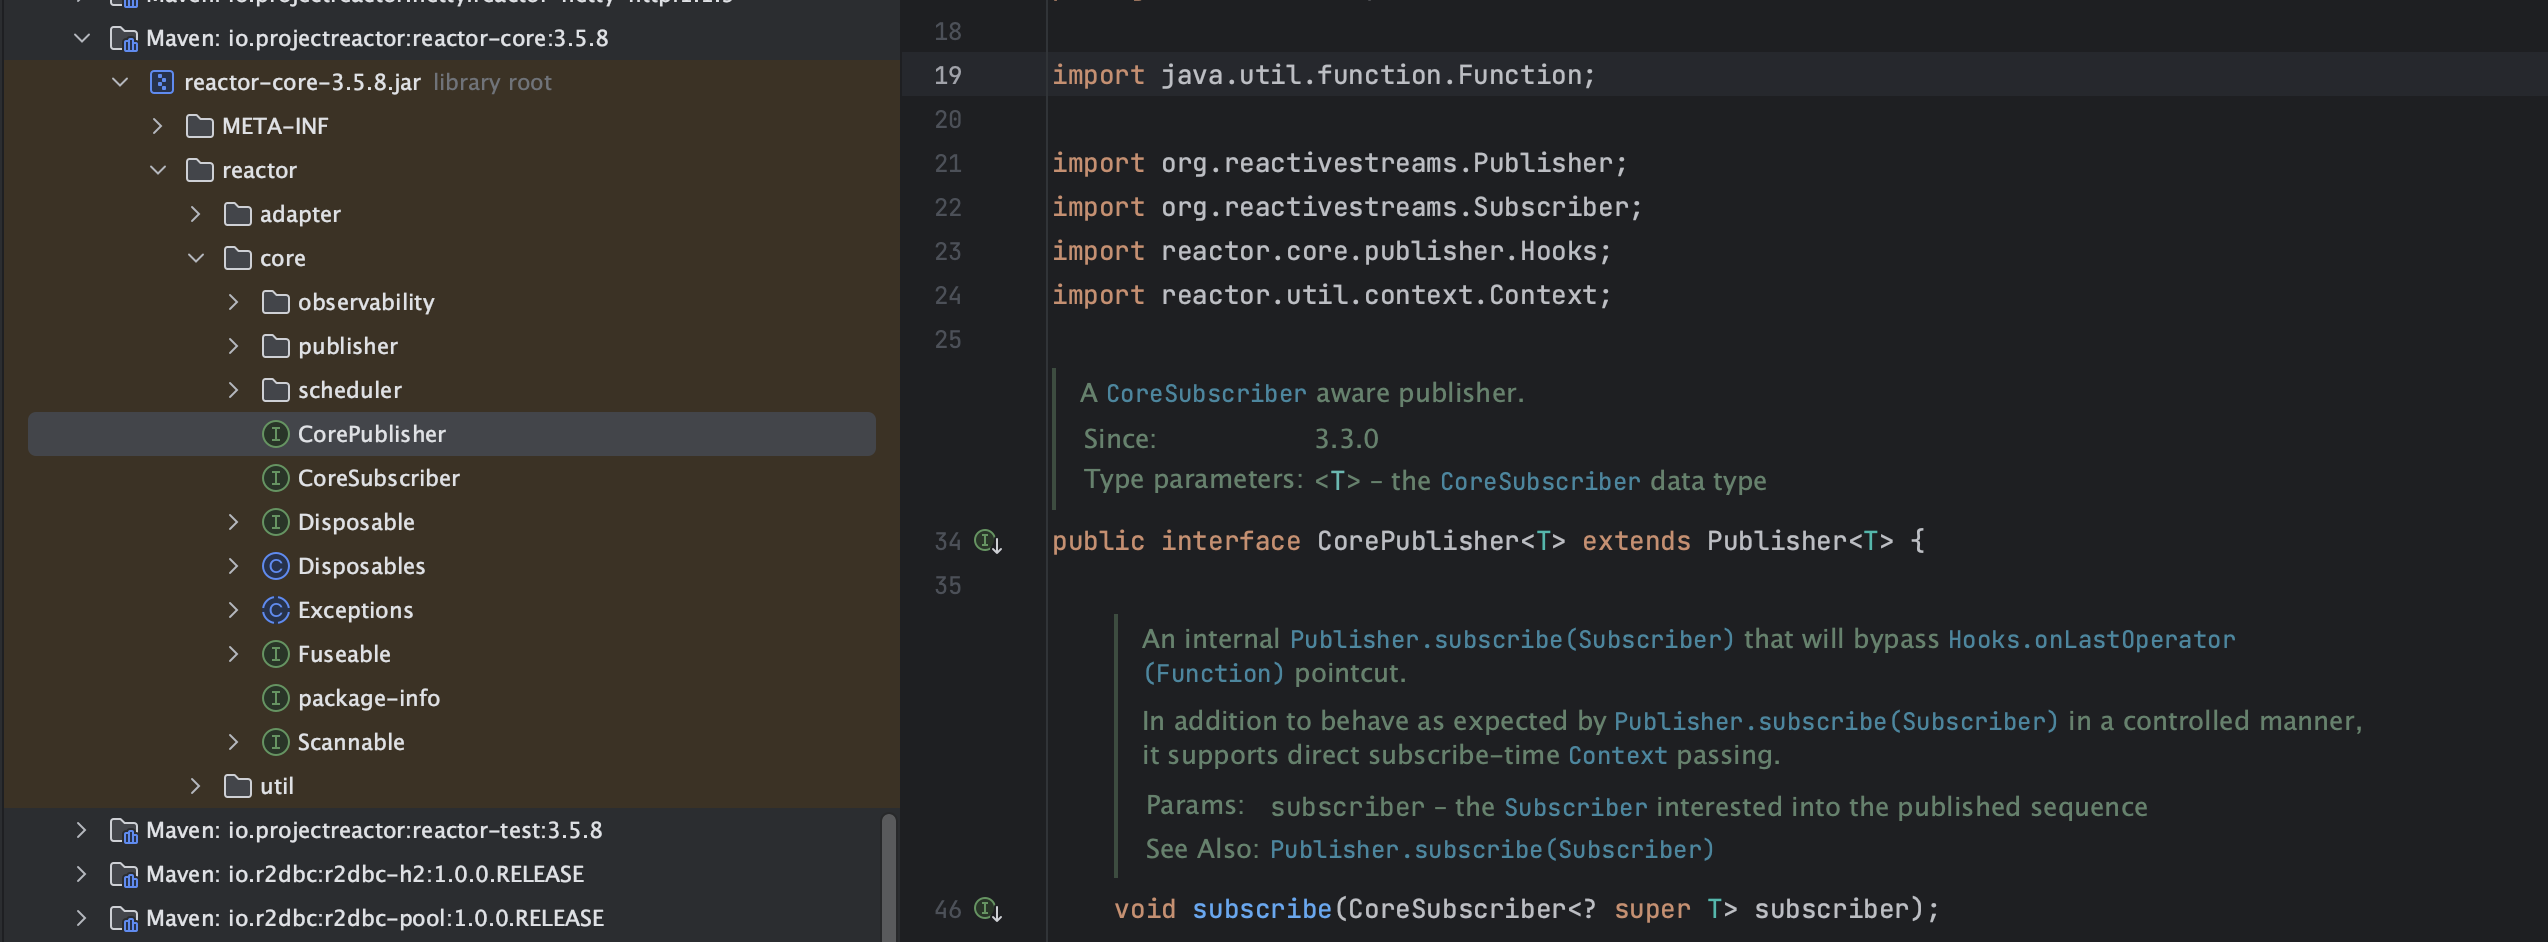 Maven: io.projectreactor:reactor-core:3.5.8
reactor-core-3.5.8.jar library root
META-INF
reactor
adapter
core
observability
publisher
scheduler
CorePublisher
CoreSubscriber
Disposable
Disposables
Exceptions
Fuseable
package-info
Scannable
util
Maven: io.projectreactor:reactor-test:3.5.8
Maven: io.r2dbc:r2dbc-h2:1.0.0.RELEASE
Maven: io.r2dbc:r2dbc-pool:1.0.0.RELEASE
18
19 import java.util.function.Function;
20
21 import org.reactivestreams.Publisher;
22 import org.reactivestreams.Subscriber;
23 import reactor.core.publisher.Hooks;
24 import reactor.util.context.Context;
25
A CoreSubscriber aware publisher.
Since: 3.3.0
Type parameters: <T> – the CoreSubscriber data type
34 public interface CorePublisher<T> extends Publisher<T> {
35
An internal Publisher.subscribe(Subscriber) that will bypass Hooks.onLastOperator
(Function) pointcut.
In addition to behave as expected by Publisher.subscribe(Subscriber) in a controlled manner,
it supports direct subscribe-time Context passing.
Params: subscriber – the Subscriber interested into the published sequence
See Also: Publisher.subscribe(Subscriber)
46 void subscribe(CoreSubscriber<? super T> subscriber);